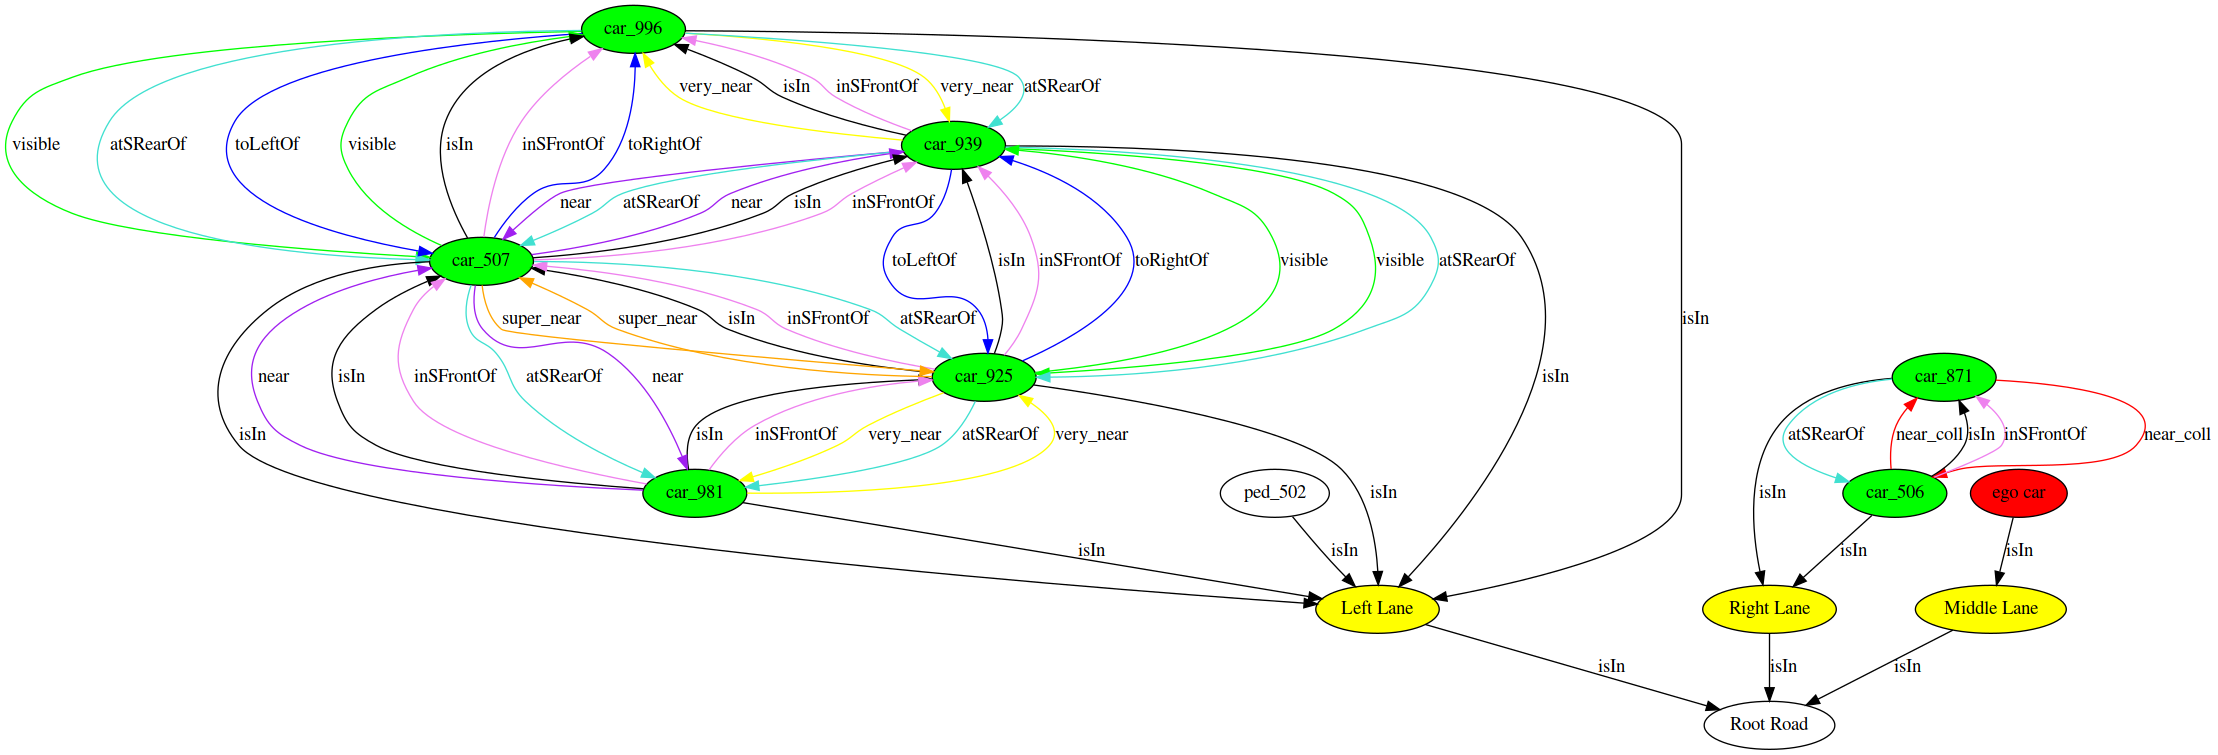 car_996
very_near
isIn
inSFrontOf
very_near
atSRearOf
visible
atSRearOf
toLeftOf
visible
isIn
inSFrontOf
toRightOf
car_939
near
atSRearOf
near
isIn
inSFrontOf
car_507
toLeftOf
isIn
inSFrontOf
toRightOf
visible
visible
atSRearOf
super_near
super_near
isIn
inSFrontOf
atSRearOf
isIn
near
isIn
inSFrontOf
atSRearOf
near
car_925
isIn
car_871
isIn
isIn
inSFrontOf
very_near
atSRearOf
very_near
atSRearOf
near_coll
isIn
inSFrontOf
near_coll
car_981
ped_502
isIn
isIn
car_506
ego car
isIn
isIn
isIn
isIn
Left Lane
Right Lane
Middle Lane
isIn
isIn
isIn
Root Road